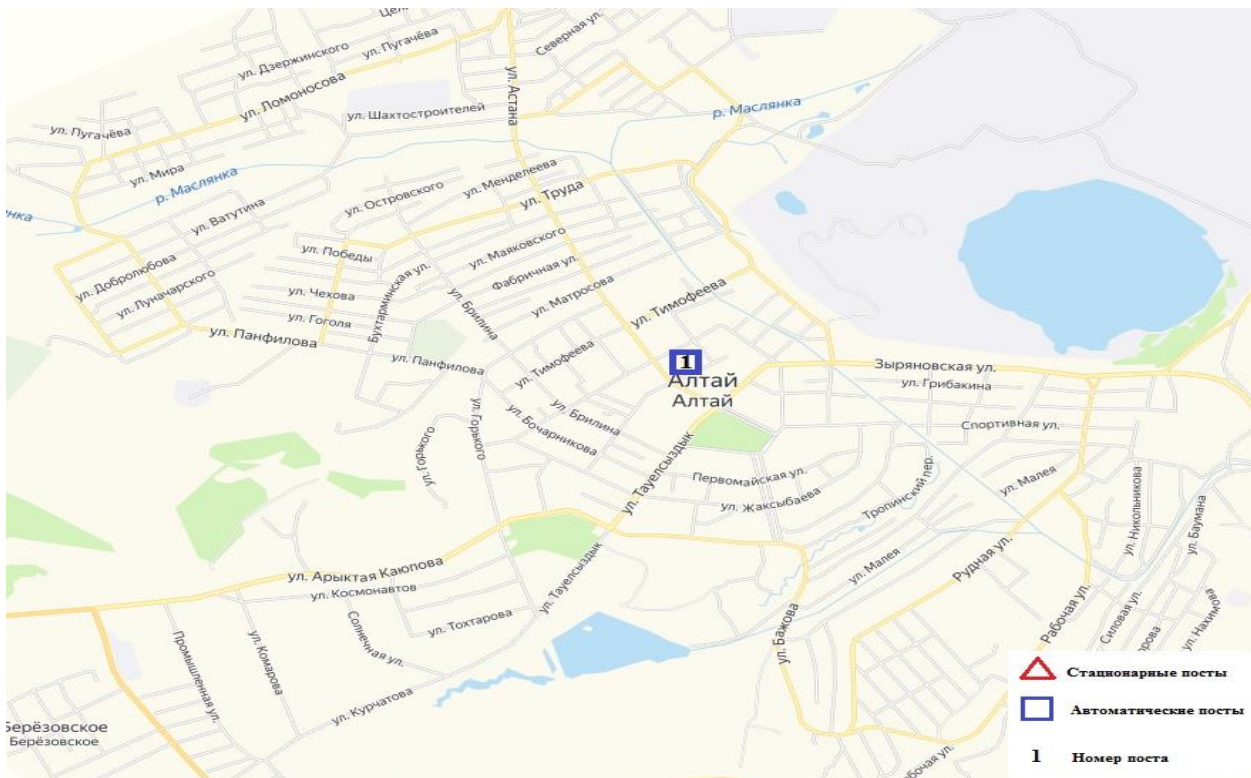 Северная ул.
ул. Пугачёва
ул. Дзержинского
ул. Ломоносова
ул. Астана
ул. Шахтостроителей
р. Маслянка
ул. Пугачёва
ул. Мира
р. Маслянка
ул. Менделеева
ул. Островского
ул. Труда
ул. Ватутина
ул. Победы
ул. Маяковского
ул. Добролюбова
Фабричная ул.
ул. Луначарского
ул. Чехова
Бухтарминская ул.
ул. Брилина
ул. Матросова
ул. Тимофеева
ул. Гоголя
ул. Панфилова
ул. Панфилова
ул. Тимофеева
1
Алтай
Алтай
Зыряновская ул.
ул. Грибакина
ул. Горького
ул. Горького
ул. Брилина
ул. Бочарникова
Спортивная ул.
ул. Тауелсыздык
Первомайская ул.
ул. Жаксыбаева
Тропинский пер.
ул. Малея
ул. Никольникова
ул. Баумана
ул. Арыктая Каюпова
ул. Космонавтов
ул. Малея
Рудная ул.
ул. Тауелсыздык
ул. Тохтарова
Солнечная ул.
ул. Комарова
Промышленная ул.
ул. Бажова
Рабочая ул.
Силовая ул.
ул. Нахимова
ул. Курчатова
Берёзовское
Берёзовское
Стационарные посты
Автоматические посты
1 Номер поста